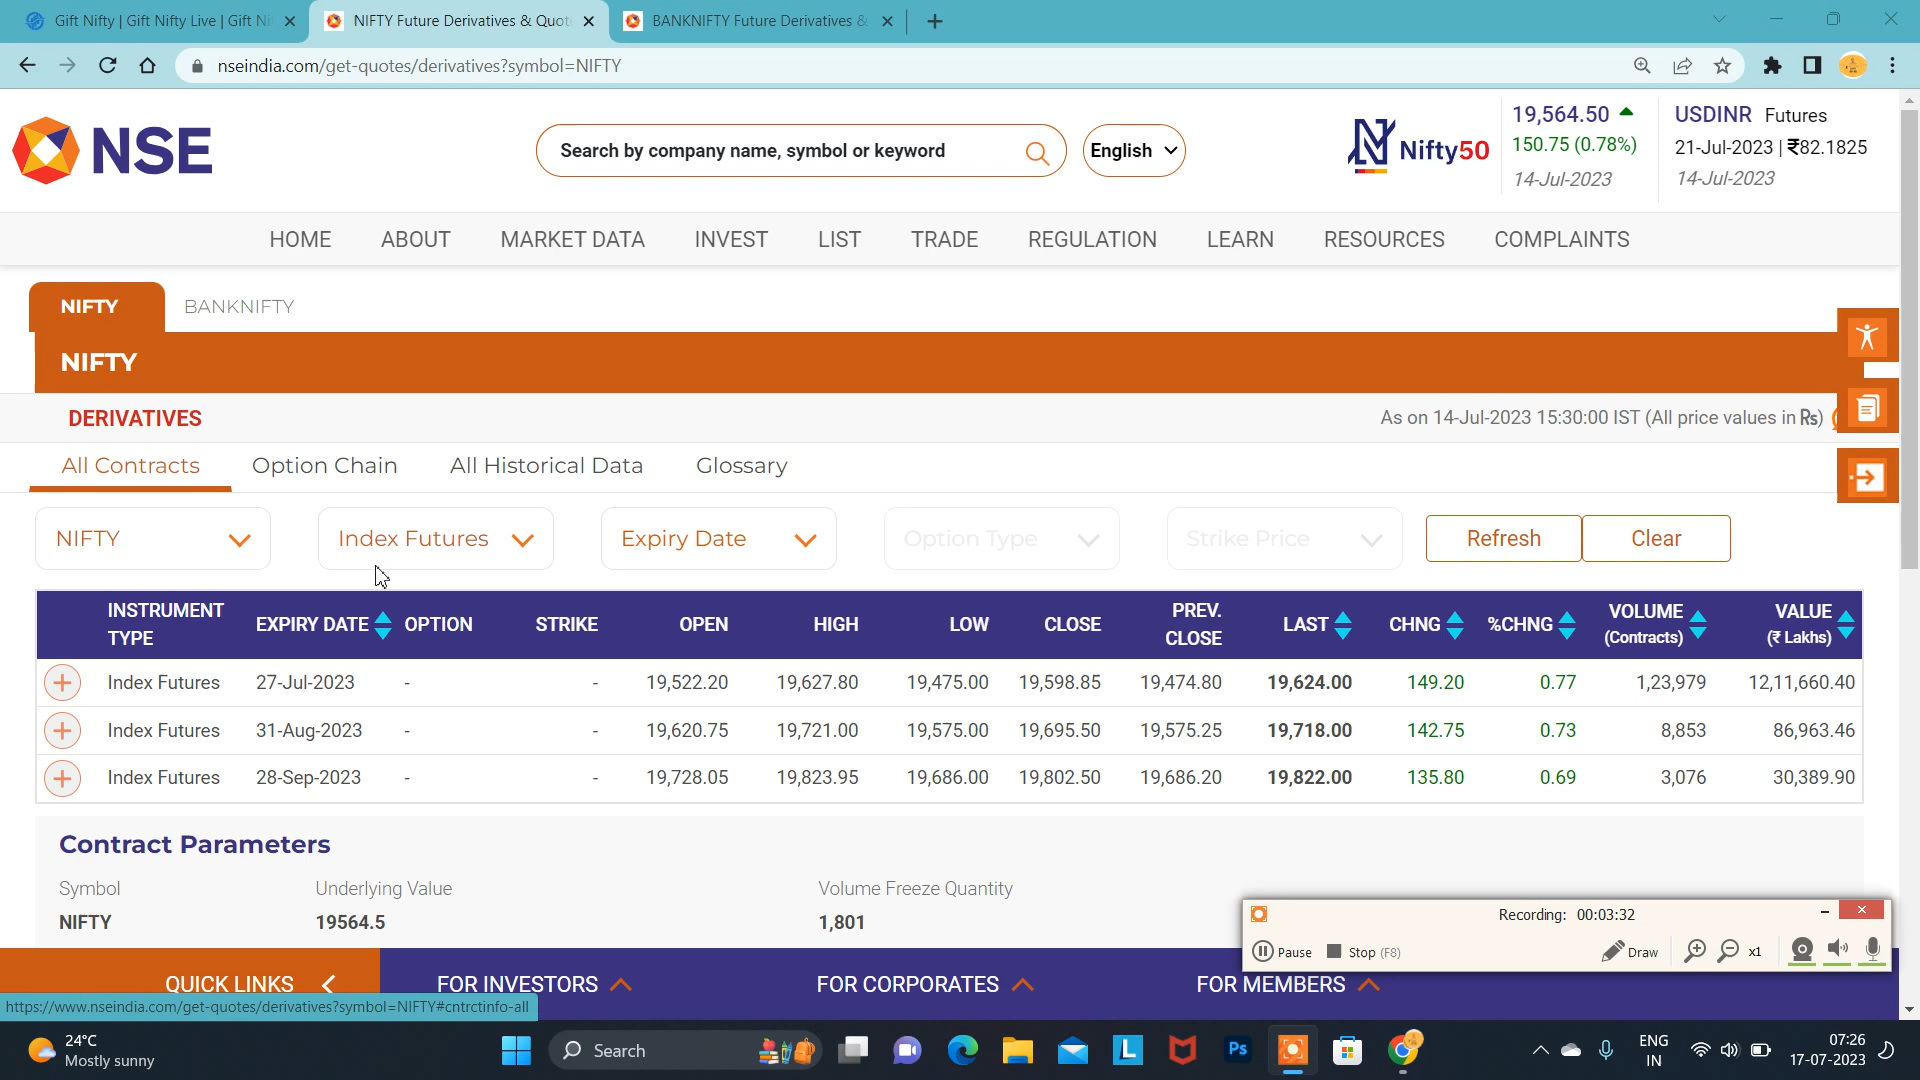 Gift Nifty | Gift Nifty Live | Gift Ni
NIFTY Future Derivatives & Quot
BANKNIFTY Future Derivatives &
nseindia.com/get-quotes/derivatives?symbol=NIFTY
NSE
Search by company name, symbol or keyword
English
Nifty50
19,564.50
150.75 (0.78%)
14-Jul-2023
USDINR Futures
21-Jul-2023 | ₹82.1825
14-Jul-2023
HOME ABOUT MARKET DATA INVEST LIST TRADE REGULATION LEARN RESOURCES COMPLAINTS
NIFTY BANKNIFTY
NIFTY
DERIVATIVES As on 14-Jul-2023 15:30:00 IST (All price values in ₨)
All Contracts Option Chain All Historical Data Glossary
NIFTY Index Futures Expiry Date Option Type Strike Price Refresh Clear
INSTRUMENT TYPE EXPIRY DATE OPTION STRIKE OPEN HIGH LOW CLOSE PREV. CLOSE LAST CHNG %CHNG VOLUME (Contracts) VALUE (₹ Lakhs)
Index Futures 27-Jul-2023 - - 19,522.20 19,627.80 19,475.00 19,598.85 19,474.80 19,624.00 149.20 0.77 1,23,979 12,11,660.40
Index Futures 31-Aug-2023 - - 19,620.75 19,721.00 19,575.00 19,695.50 19,575.25 19,718.00 142.75 0.73 8,853 86,963.46
Index Futures 28-Sep-2023 - - 19,728.05 19,823.95 19,686.00 19,802.50 19,686.20 19,822.00 135.80 0.69 3,076 30,389.90
Contract Parameters
Symbol Underlying Value Volume Freeze Quantity
NIFTY 19564.5 1,801
Recording: 00:03:32
Pause Stop (F8) Draw x1
QUICK LINKS FOR INVESTORS FOR CORPORATES FOR MEMBERS
https://www.nseindia.com/get-quotes/derivatives?symbol=NIFTY#cntrctinfo-all
24°C
Mostly sunny
Search
L
Ps
ENG
IN
07:26
17-07-2023